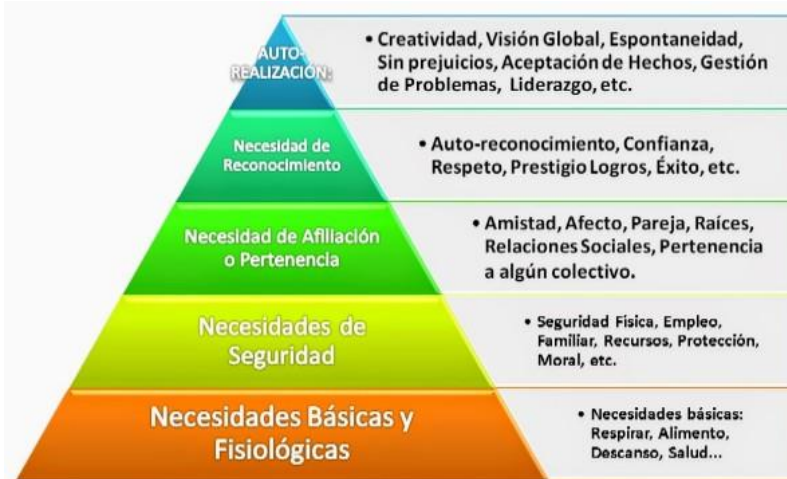 AUTO-
REALIZACIÓN:
• Creatividad, Visión Global, Espontaneidad,
Sin prejuicios, Aceptación de Hechos, Gestión
de Problemas, Liderazgo, etc.
Necesidad de
Reconocimiento
• Auto-reconocimiento, Confianza,
Respeto, Prestigio Logros, Éxito, etc.
Necesidad de Afiliación
o Pertenencia
• Amistad, Afecto, Pareja, Raíces,
Relaciones Sociales, Pertenencia
a algún colectivo.
Necesidades de
Seguridad
• Seguridad Física, Empleo,
Familiar, Recursos, Protección,
Moral, etc.
Necesidades Básicas y
Fisiológicas
• Necesidades básicas:
Respirar, Alimento,
Descanso, Salud...